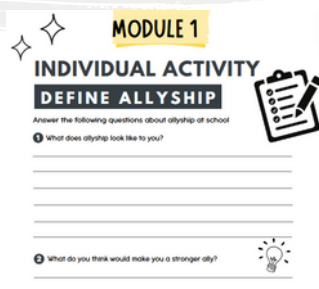 MODULE 1
INDIVIDUAL ACTIVITY
DEFINE ALLYSHIP
Answer the following questions about allyship at school
1 What does allyship look like to you?
2 What do you think would make you a stronger ally?